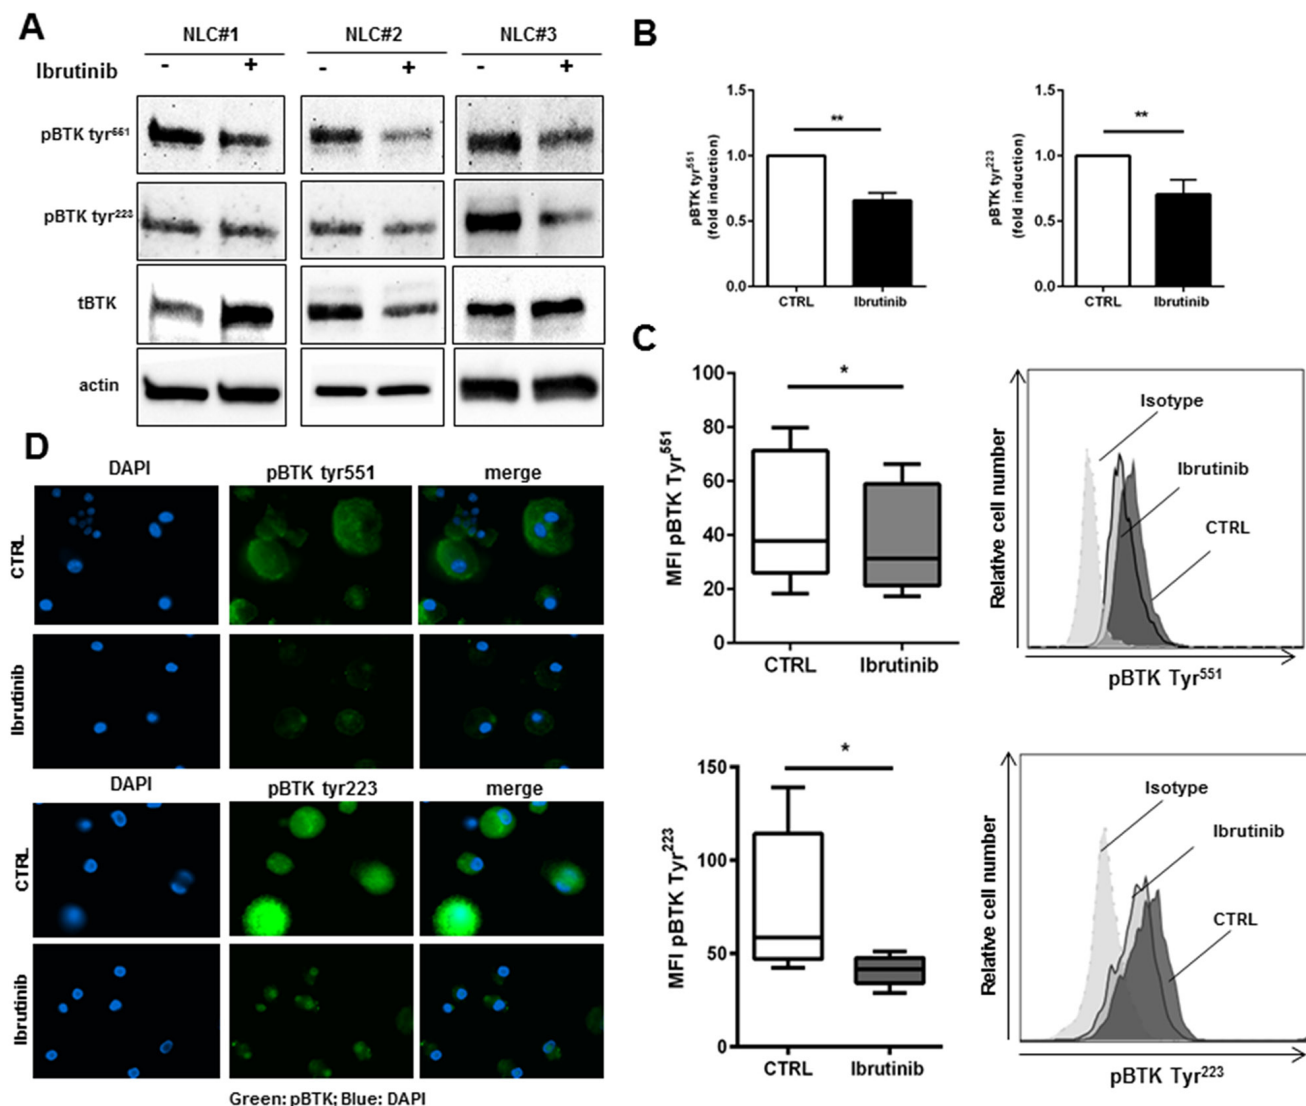 A
NLC#1 NLC#2 NLC#3
Ibrutinib - + - + - +
pBTK tyr⁵⁵¹
pBTK tyr²²³
tBTK
actin
B
1.5
1.0
0.5
0.0
pBTK tyr⁵⁵¹
(fold induction)
**
CTRL Ibrutinib
1.5
1.0
0.5
0.0
pBTK tyr²²³
(fold induction)
**
CTRL Ibrutinib
C
100
80
60
40
20
0
MFI pBTK Tyr⁵⁵¹
*
CTRL Ibrutinib
Relative cell number
Isotype
Ibrutinib
CTRL
pBTK Tyr⁵⁵¹
150
100
50
0
MFI pBTK Tyr²²³
*
CTRL Ibrutinib
Relative cell number
Isotype
Ibrutinib
CTRL
pBTK Tyr²²³
D
DAPI pBTK tyr551 merge
CTRL
Ibrutinib
DAPI pBTK tyr223 merge
CTRL
Ibrutinib
Green: pBTK; Blue: DAPI